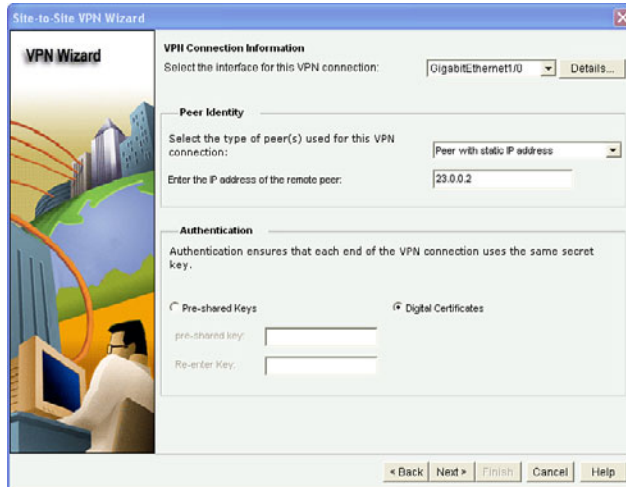 Site-to-Site VPN Wizard
VPN Wizard
VPN Connection Information
Select the interface for this VPN connection:
GigabitEthernet1/0
Details...
Peer Identity
Select the type of peer(s) used for this VPN
connection:
Peer with static IP address
Enter the IP address of the remote peer:
23.0.0.2
Authentication
Authentication ensures that each end of the VPN connection uses the same secret
key.
Pre-shared Keys
Digital Certificates
pre-shared key:
Re-enter Key:
< Back
Next >
Finish
Cancel
Help